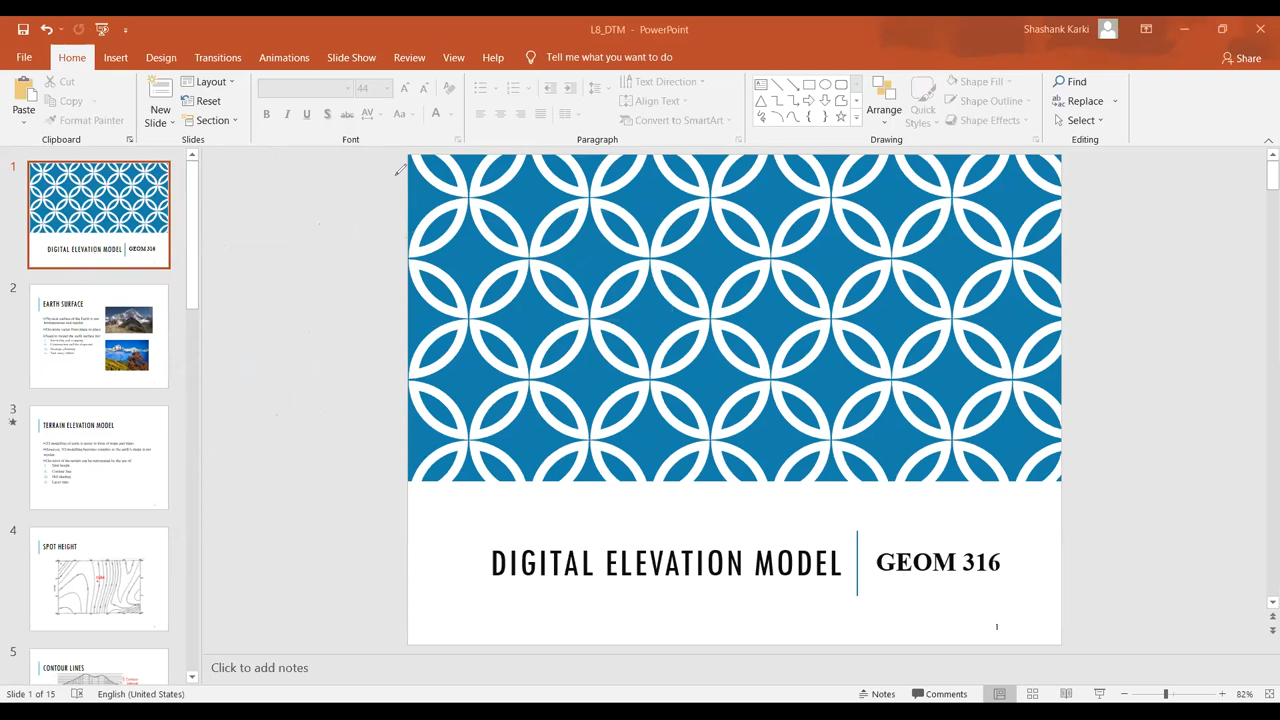 L8_DTM - PowerPoint
Shashank Karki
File Home Insert Design Transitions Animations Slide Show Review View Help Tell me what you want to do
Share
Paste
Cut
Copy
Format Painter
Clipboard
New
Slide
Layout
Reset
Section
Slides
44
B I U S abc AV Aa A
Font
Text Direction
Align Text
Convert to SmartArt
Paragraph
Arrange
Quick
Styles
Shape Fill
Shape Outline
Shape Effects
Drawing
Find
Replace
Select
Editing
1
DIGITAL ELEVATION MODEL GEOM 316
2
EARTH SURFACE
3
TERRAIN ELEVATION MODEL
4
SPOT HEIGHT
5
CONTOUR LINES
DIGITAL ELEVATION MODEL
GEOM 316
1
Click to add notes
Slide 1 of 15
English (United States)
Notes
Comments
82%